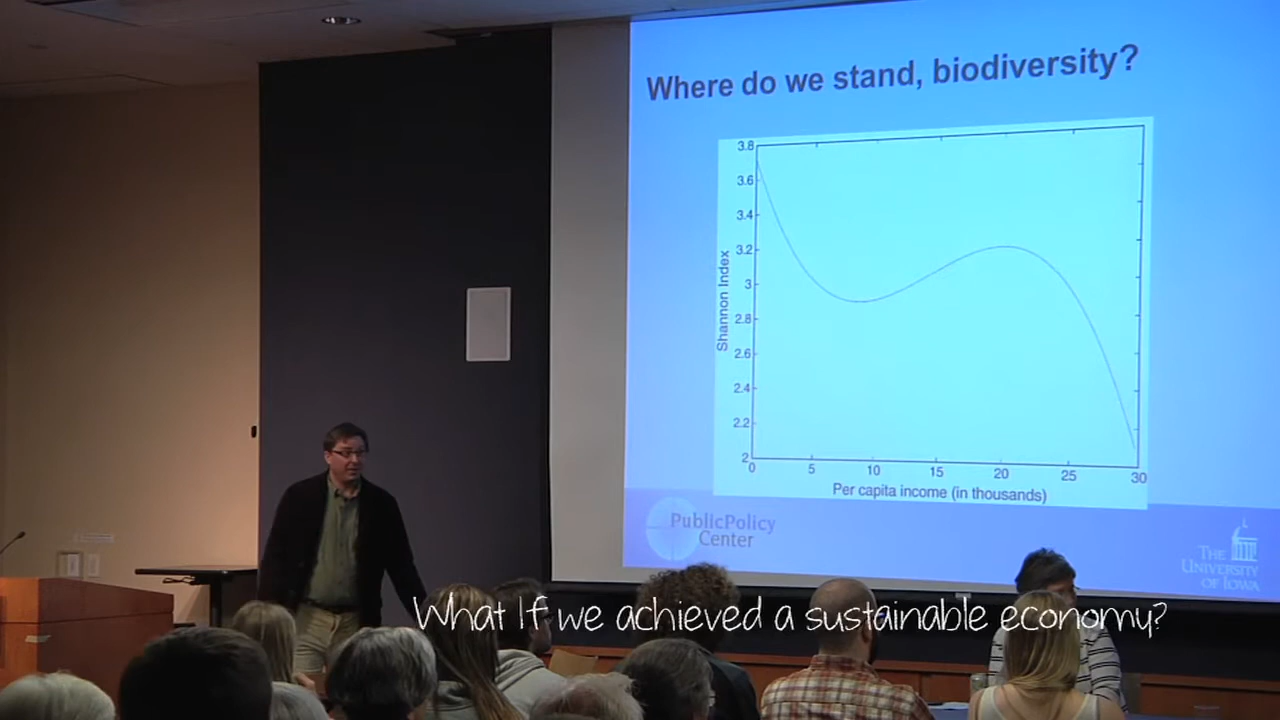 Where do we stand, biodiversity?
3.8
3.6
3.4
3.2
3
2.8
2.6
2.4
2.2
2
Shannon Index
0 5 10 15 20 25 30
Per capita income (in thousands)
PublicPolicy
Center
THE
UNIVERSITY
OF IOWA
What If we achieved a sustainable economy?